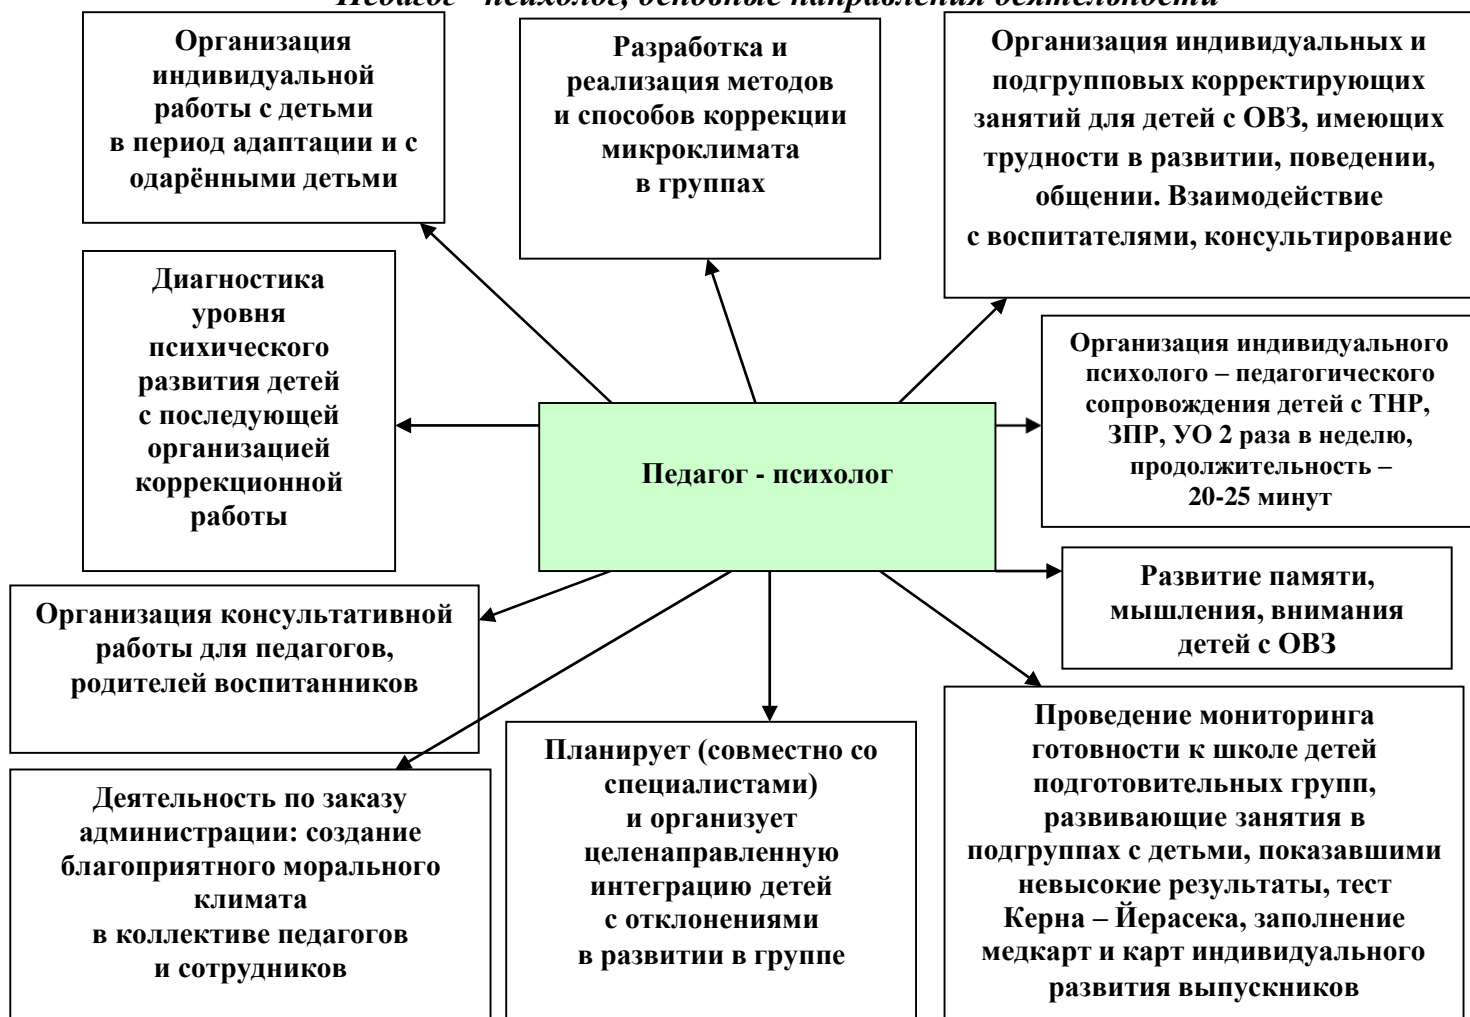 Педагог - психолог, основные направления деятельности
Организация
индивидуальной
работы с детьми
в период адаптации и с
одарёнными детьми
Разработка и
реализация методов
и способов коррекции
микроклимата
в группах
Организация индивидуальных и
подгрупповых корректирующих
занятий для детей с ОВЗ, имеющих
трудности в развитии, поведении,
общении. Взаимодействие
с воспитателями, консультирование
Диагностика
уровня
психического
развития детей
с последующей
организацией
коррекционной
работы
Организация индивидуального
психолого – педагогического
сопровождения детей с ТНР,
ЗПР, УО 2 раза в неделю,
продолжительность –
20-25 минут
Педагог - психолог
Развитие памяти,
мышления, внимания
детей с ОВЗ
Организация консультативной
работы для педагогов,
родителей воспитанников
Деятельность по заказу
администрации: создание
благоприятного морального
климата
в коллективе педагогов
и сотрудников
Планирует (совместно со
специалистами)
и организует
целенаправленную
интеграцию детей
с отклонениями
в развитии в группе
Проведение мониторинга
готовности к школе детей
подготовительных групп,
развивающие занятия в
подгруппах с детьми, показавшими
невысокие результаты, тест
Керна – Йерасека, заполнение
медкарт и карт индивидуального
развития выпускников